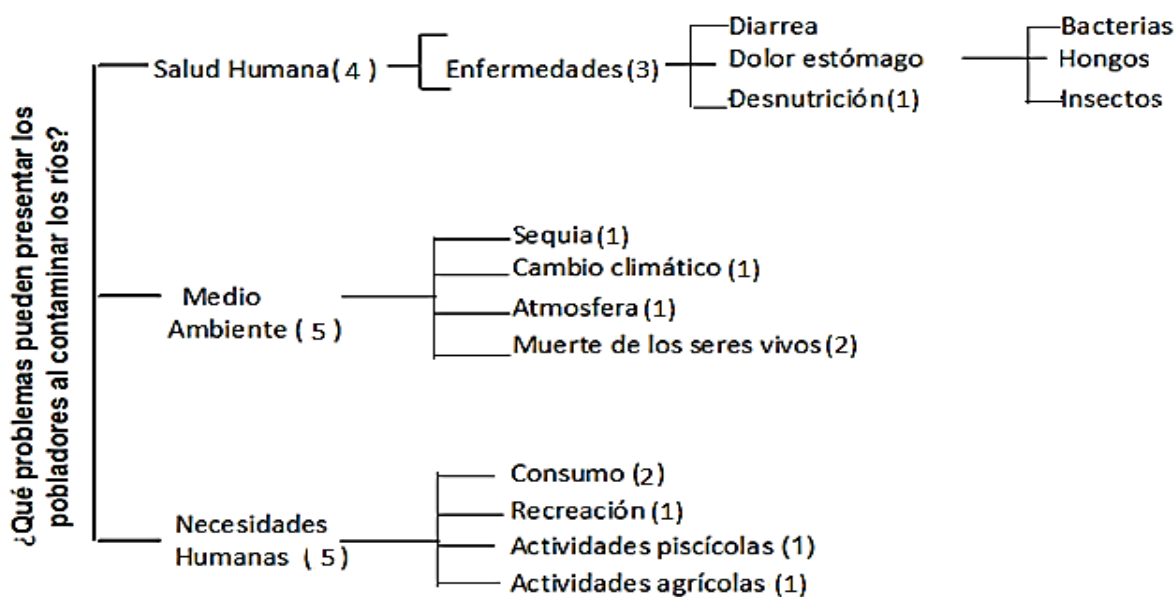 ¿Qué problemas pueden presentar los
pobladores al contaminar los ríos?
Salud Humana(4)
Enfermedades(3)
Diarrea
Dolor estómago
Desnutrición(1)
Bacterias
Hongos
Insectos
Medio
Ambiente ( 5 )
Sequia(1)
Cambio climático(1)
Atmosfera(1)
Muerte de los seres vivos(2)
Necesidades
Humanas ( 5 )
Consumo (2)
Recreación(1)
Actividades piscícolas(1)
Actividades agrícolas(1)